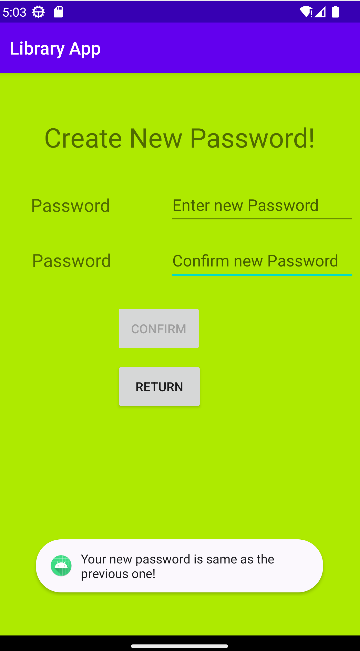 5:03
Library App
Create New Password!
Password Enter new Password
Password Confirm new Password
CONFIRM
RETURN
Your new password is same as the
previous one!